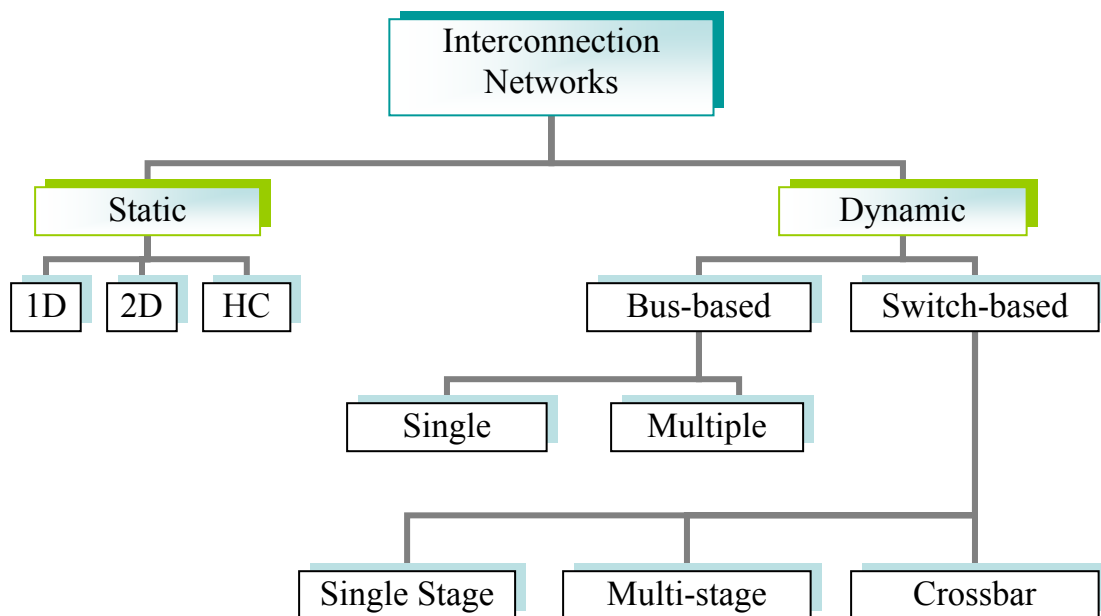 Interconnection
Networks
Static
Dynamic
1D
2D
HC
Bus-based
Switch-based
Single
Multiple
Single Stage
Multi-stage
Crossbar